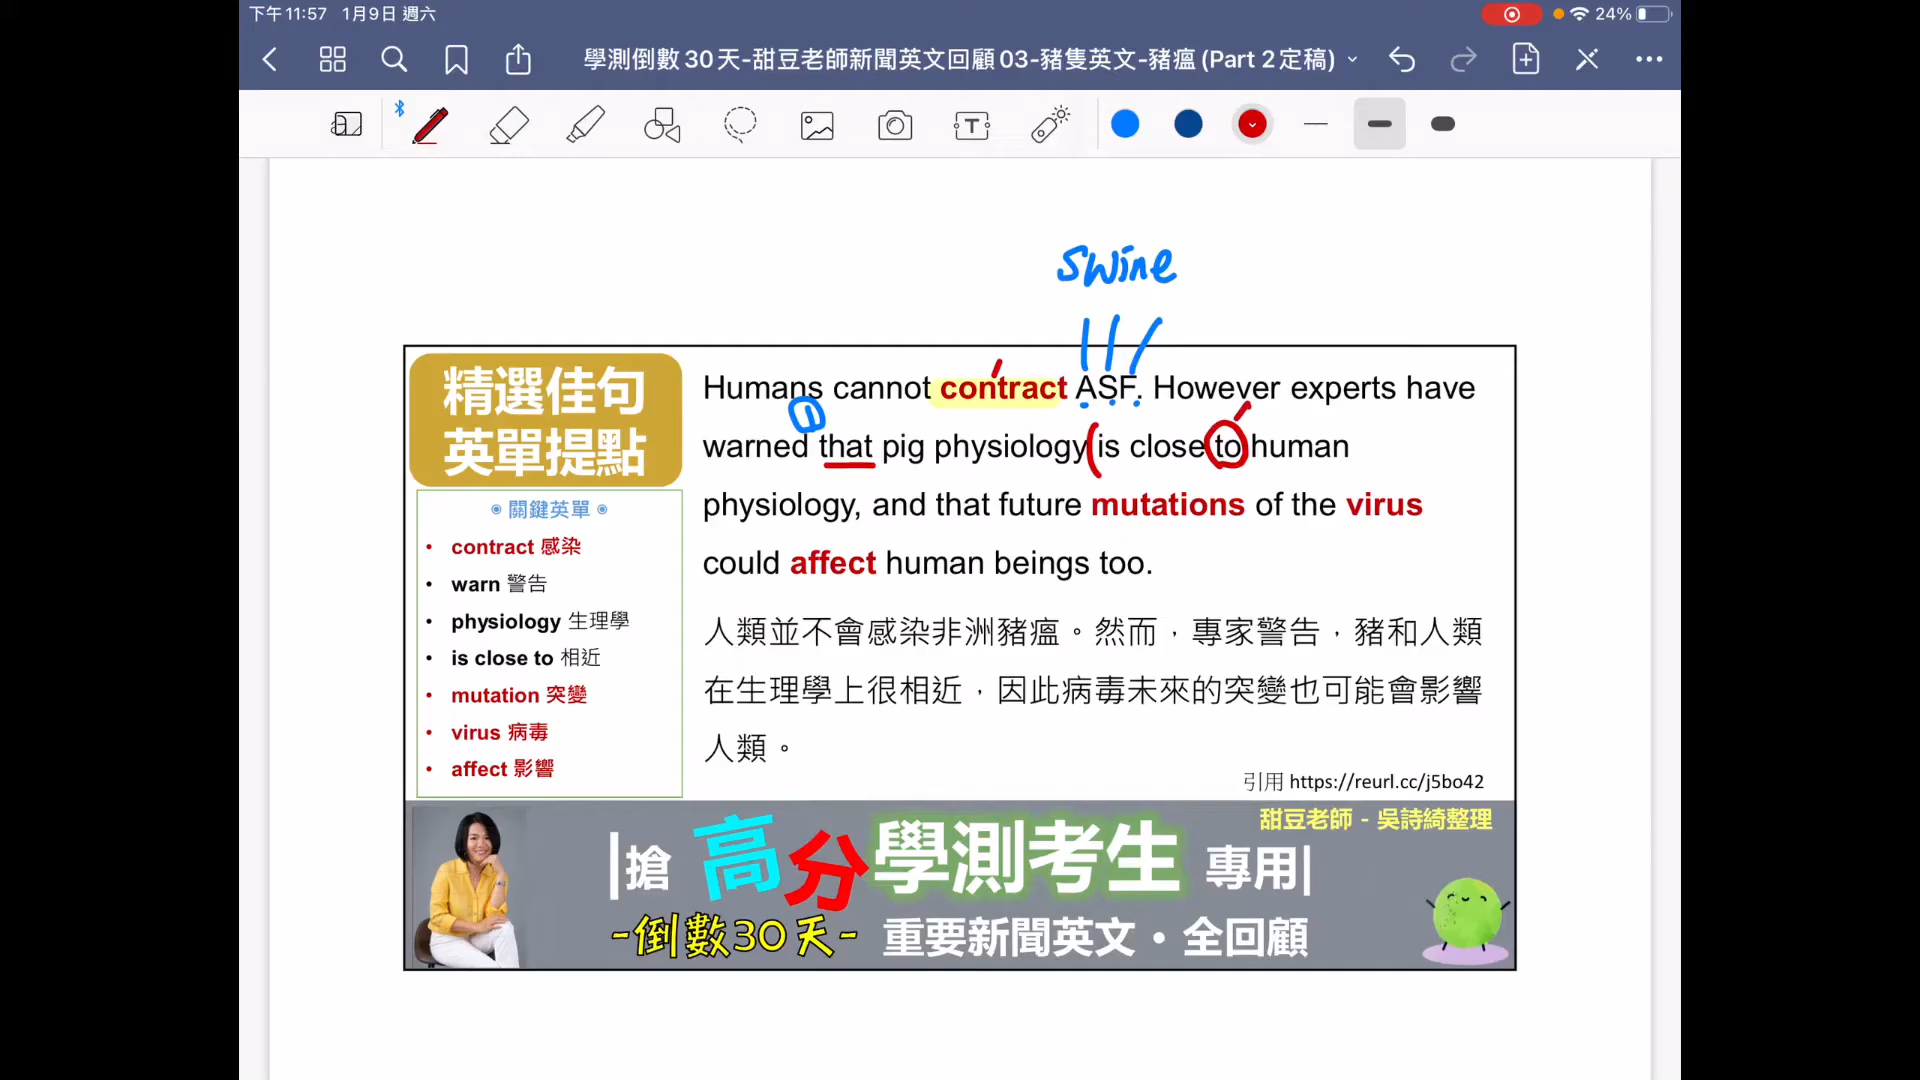 下午11:57 1月9日 週六 24%
學測倒數30天-甜豆老師新聞英文回顧03-豬隻英文-豬瘟 (Part 2定稿)
swine
精選佳句
英單提點
Humans cannot contract ASF. However experts have
warned that pig physiology is close to human
physiology, and that future mutations of the virus
could affect human beings too.
關鍵英單
• contract 感染
• warn 警告
• physiology 生理學
• is close to 相近
• mutation 突變
• virus 病毒
• affect 影響
人類並不會感染非洲豬瘟。然而，專家警告，豬和人類
在生理學上很相近，因此病毒未來的突變也可能會影響
人類。
引用 https://reurl.cc/j5bo42
甜豆老師 - 吳詩綺整理
|搶 高分 學測考生 專用|
-倒數30天- 重要新聞英文・全回顧